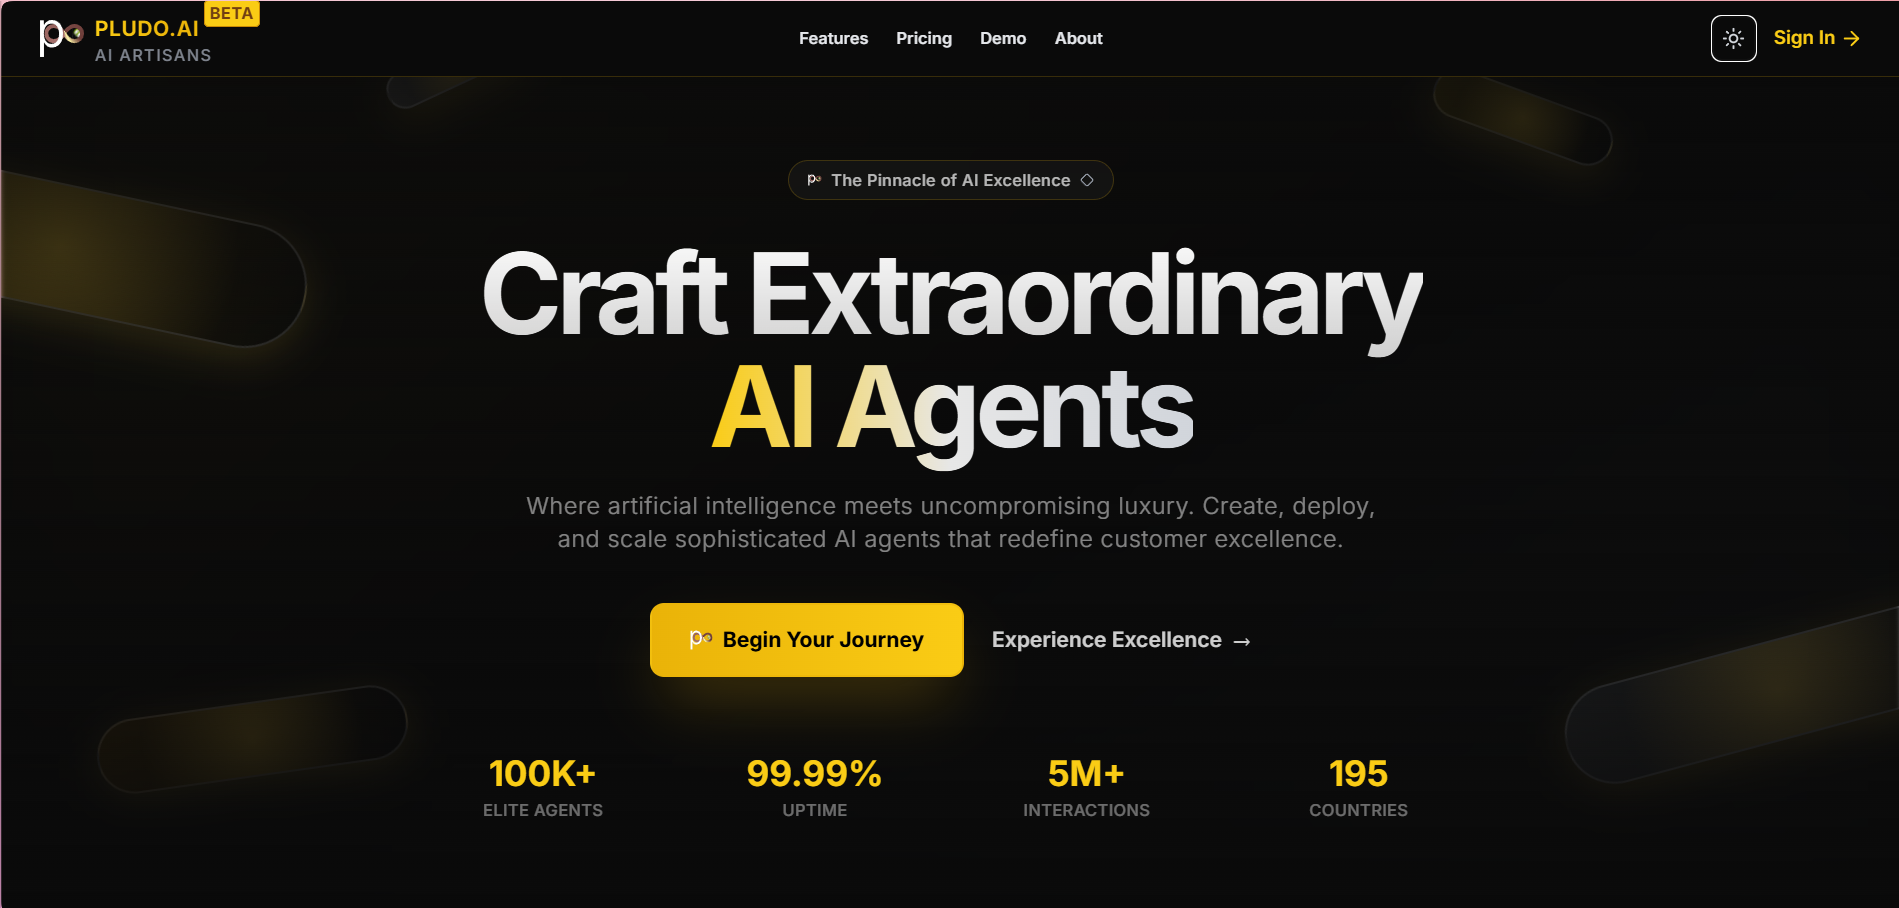 PLUDO.AI
BETA
AI ARTISANS
Features
Pricing
Demo
About
Sign In →
The Pinnacle of AI Excellence
Craft Extraordinary
AI Agents
Where artificial intelligence meets uncompromising luxury. Create, deploy,
and scale sophisticated AI agents that redefine customer excellence.
Begin Your Journey
Experience Excellence →
100K+
ELITE AGENTS
99.99%
UPTIME
5M+
INTERACTIONS
195
COUNTRIES